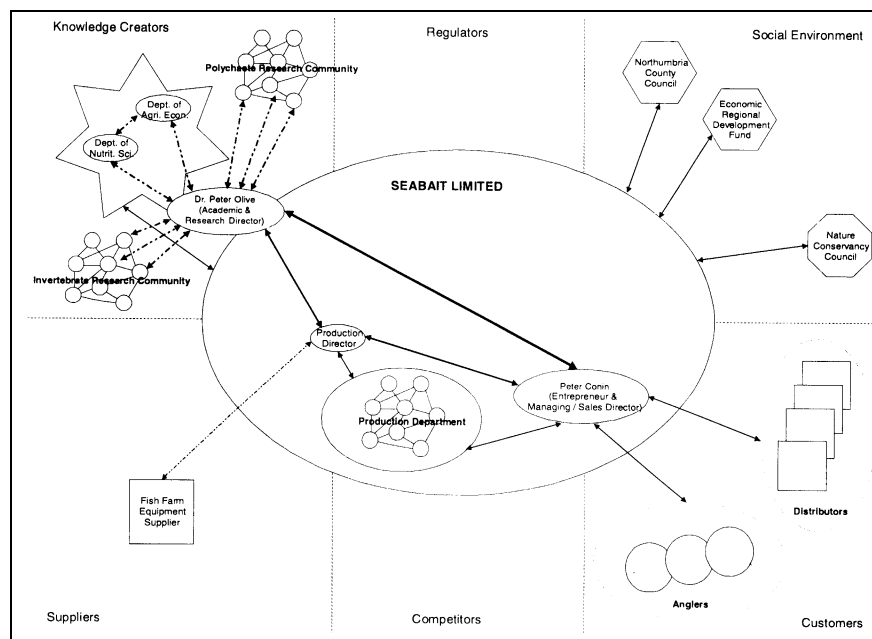 Knowledge Creators
Regulators
Social Environment
Polychaete Research Community
Northumbria
County
Council
Economic
Regional
Development
Fund
Dept. of
Agri. Econ.
Dept. of
Nutrit. Sci.
SEABAIT LIMITED
Dr. Peter Olive
(Academic &
Research Director)
Nature
Conservancy
Council
Invertebrate Research Community
Production
Director
Peter Conin
(Entrepreneur &
Managing / Sales Director)
Production Department
Fish Farm
Equipment
Supplier
Distributors
Anglers
Suppliers
Competitors
Customers